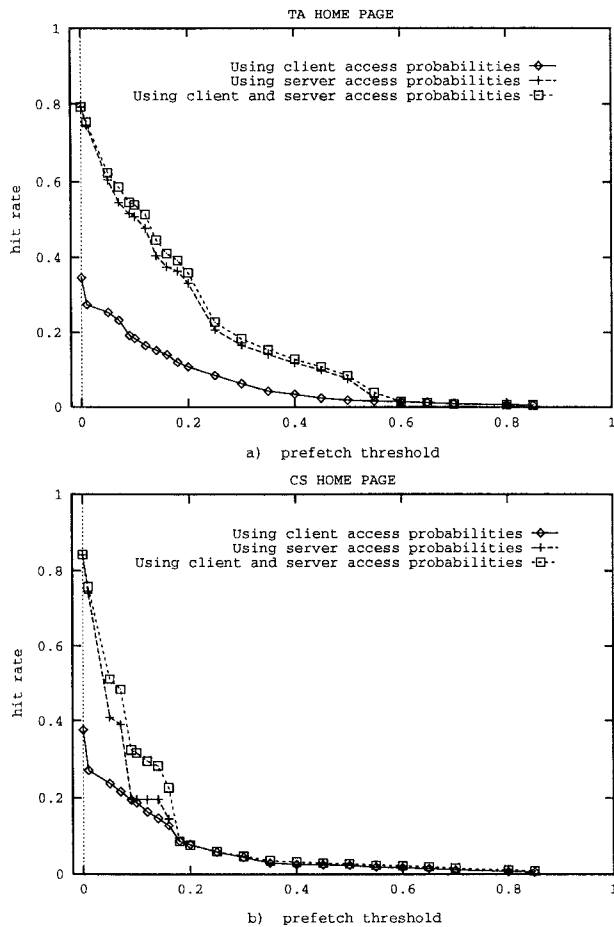 TA HOME PAGE
1
0.8
0.6
0.4
0.2
0
hit rate
Using client access probabilities
Using server access probabilities
Using client and server access probabilities
0 0.2 0.4 0.6 0.8 1
a) prefetch threshold
CS HOME PAGE
1
0.8
0.6
0.4
0.2
0
hit rate
Using client access probabilities
Using server access probabilities
Using client and server access probabilities
0 0.2 0.4 0.6 0.8 1
b) prefetch threshold